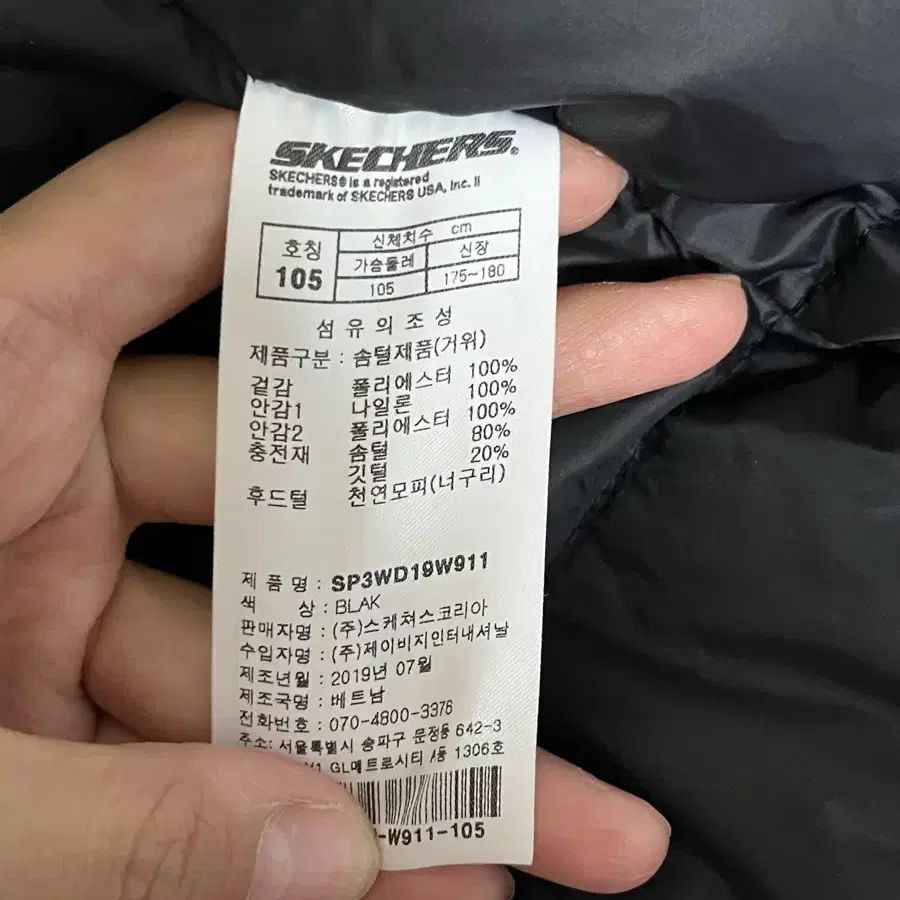 SKECHERS.
SKECHERS® is a registered
trademark of SKECHERS USA, Inc. II
호칭 신체치수 cm
가슴둘레 신장
105 105 175~180
섬유의조성
제품구분 : 솜털제품(거위)
겉감 폴리에스터 100%
안감1 나일론 100%
안감2 폴리에스터 100%
충전재 솜털 80%
깃털 20%
후드털 천연모피(너구리)
제 품 명 : SP3WD19W911
색 상 : BLAK
판매자명 : (주)스케쳐스코리아
수입자명 : (주)제이비지인터내셔날
제조년월 : 2019년 07월
제조국명 : 베트남
전화번호 : 070-4800-3376
주소: 서울특별시 송파구 문정동 642-3
GL메트로시티 A동 1306호
-W911-105